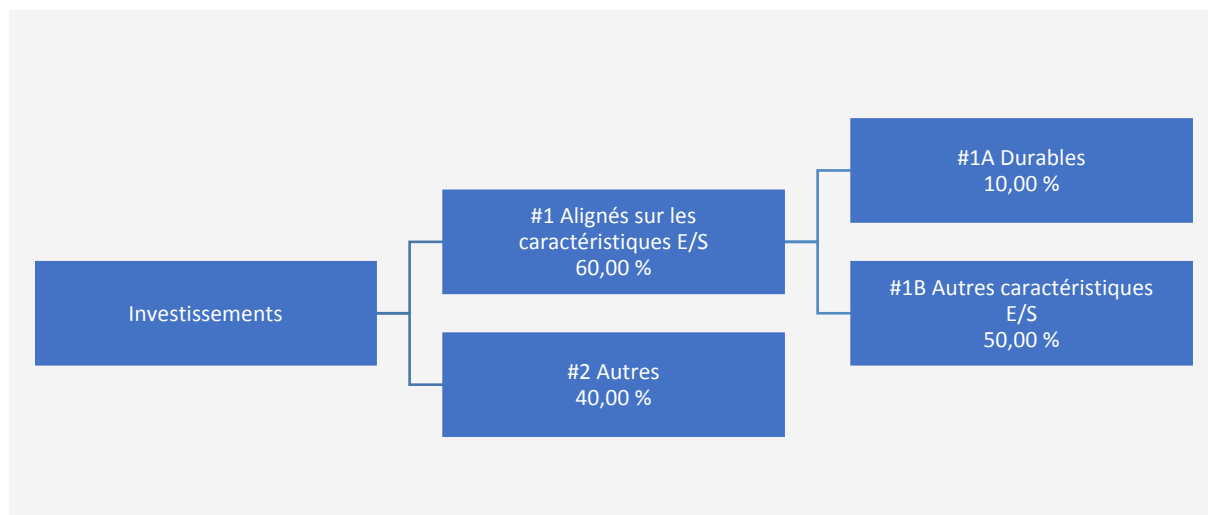 Investissements
#1 Alignés sur les
caractéristiques E/S
60,00 %
#2 Autres
40,00 %
#1A Durables
10,00 %
#1B Autres caractéristiques
E/S
50,00 %